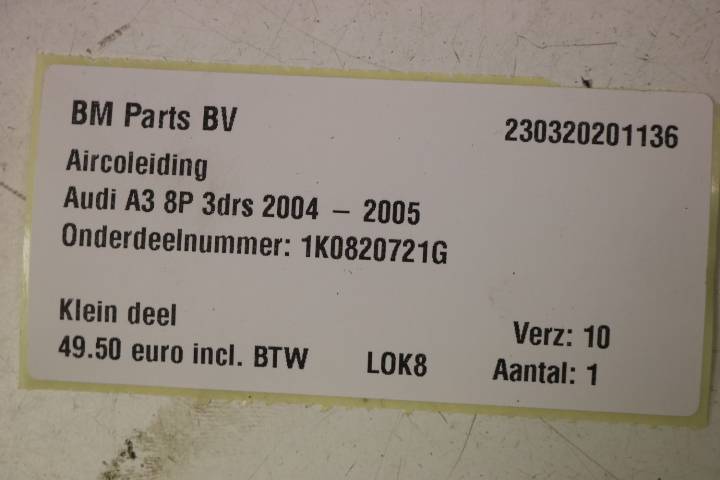 BM Parts BV 230320201136
Aircoleiding
Audi A3 8P 3drs 2004 – 2005
Onderdeelnummer: 1K0820721G
Klein deel Verz: 10
49.50 euro incl. BTW LOK8 Aantal: 1